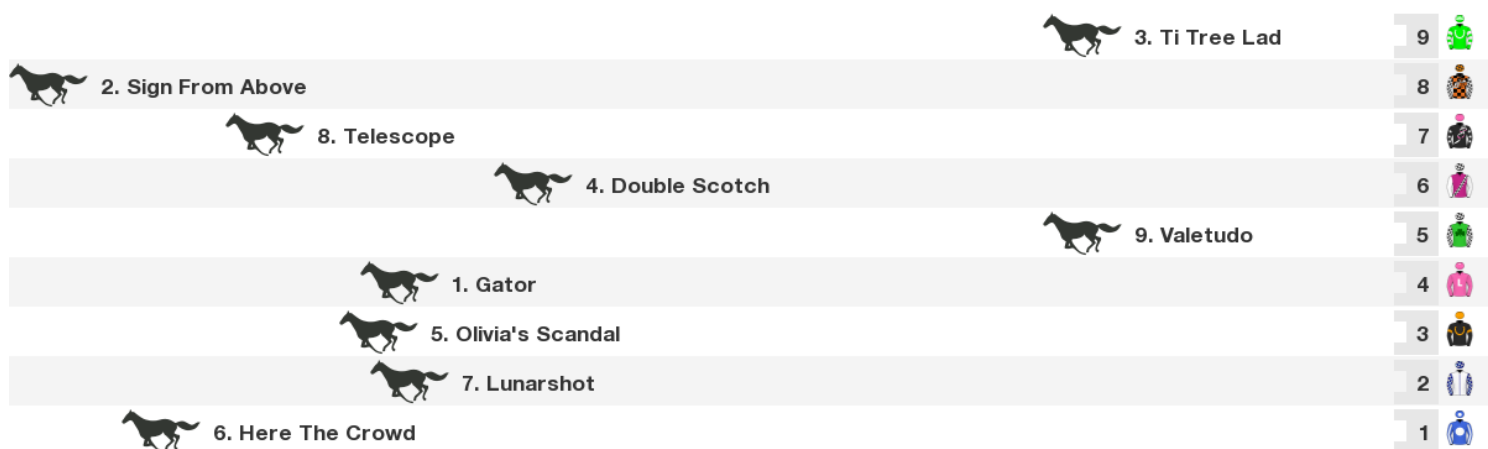 3. Ti Tree Lad 9
2. Sign From Above 8
8. Telescope 7
4. Double Scotch 6
9. Valetudo 5
1. Gator 4
5. Olivia's Scandal 3
7. Lunarshot 2
6. Here The Crowd 1